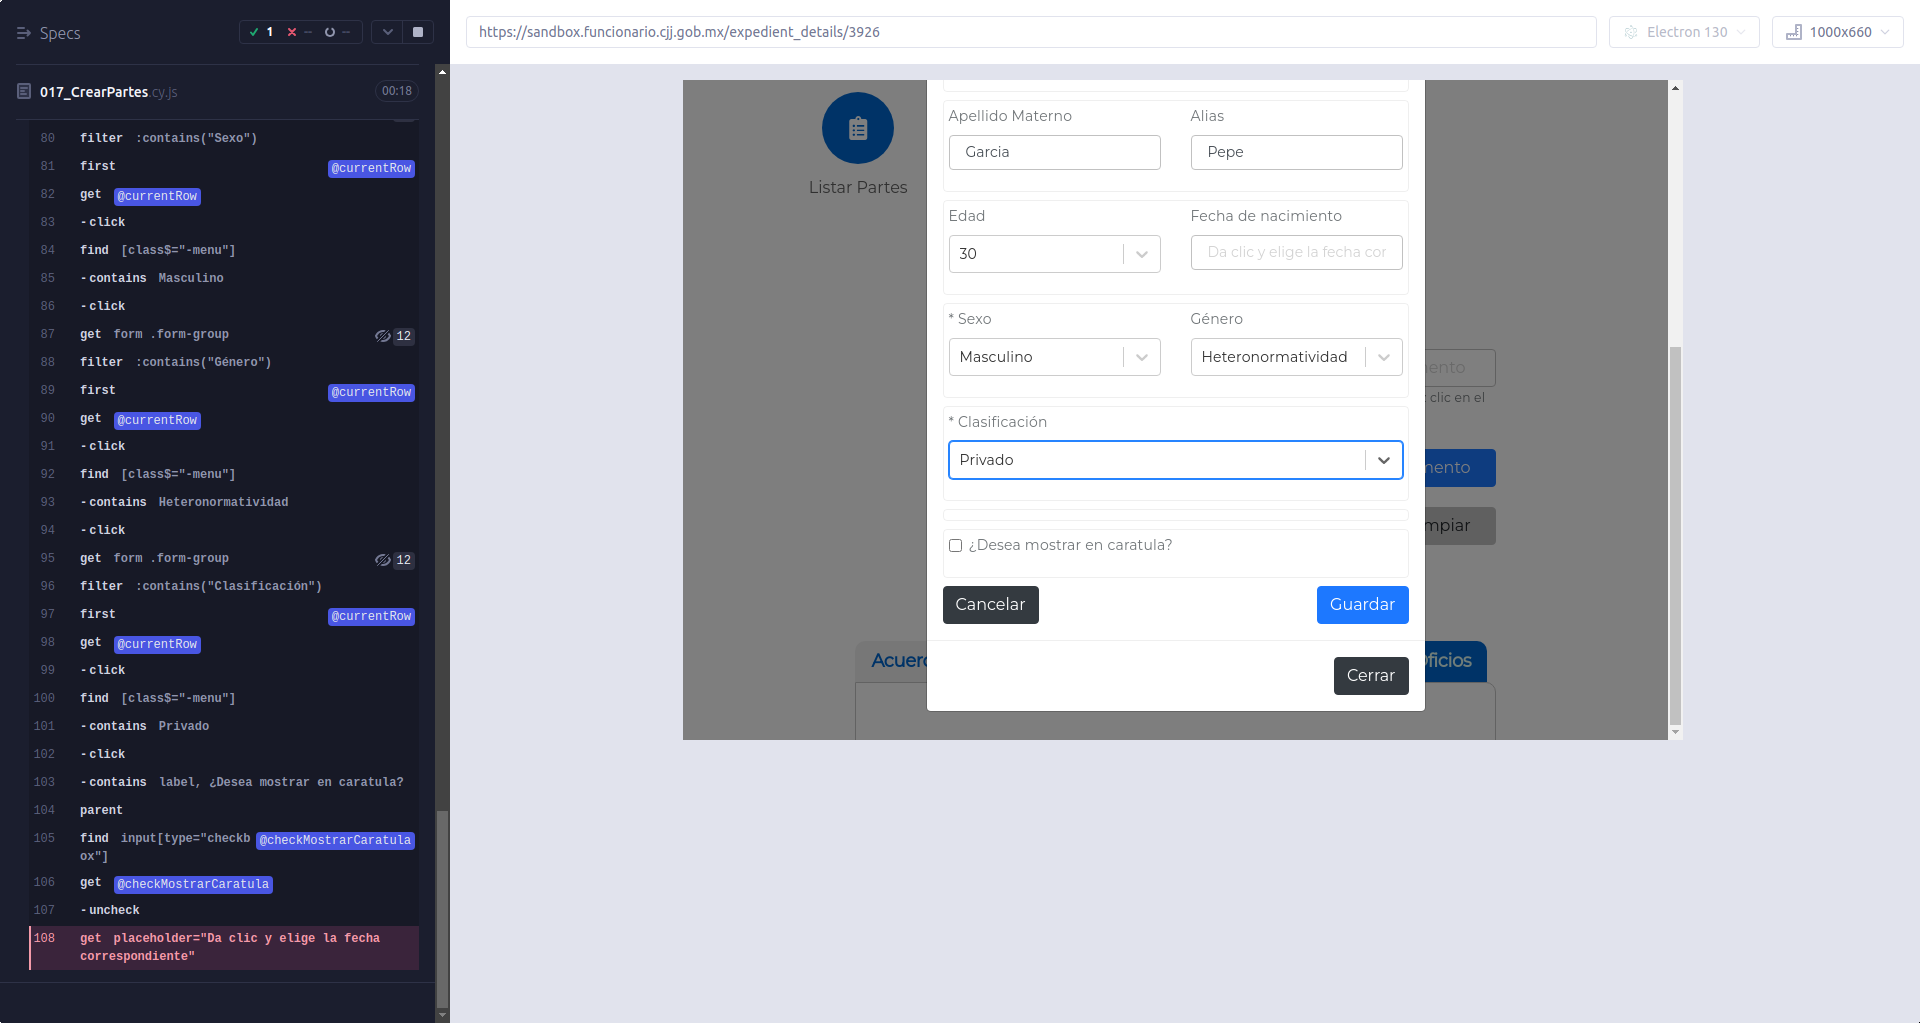 Specs
1
--
--
017_CrearPartes.cy.js
00:18
80 filter :contains("Sexo")
81 first @currentRow
82 get @currentRow
83 -click
84 find [class$="-menu"]
85 -contains Masculino
86 -click
87 get form .form-group 12
88 filter :contains("Género")
89 first @currentRow
90 get @currentRow
91 -click
92 find [class$="-menu"]
93 -contains Heteronormatividad
94 -click
95 get form .form-group 12
96 filter :contains("Clasificación")
97 first @currentRow
98 get @currentRow
99 -click
100 find [class$="-menu"]
101 -contains Privado
102 -click
103 -contains label, ¿Desea mostrar en caratula?
104 parent
105 find input[type="checkb @checkMostrarCaratula
ox"]
106 get @checkMostrarCaratula
107 -uncheck
108 get placeholder="Da clic y elige la fecha
correspondiente"
https://sandbox.funcionario.cjj.gob.mx/expedient_details/3926
Electron 130
1000x660
Listar Partes
Apellido Materno Alias
Garcia Pepe
Edad Fecha de nacimiento
30 Da clic y elige la fecha cor
* Sexo Género
Masculino Heteronormatividad
* Clasificación
Privado
¿Desea mostrar en caratula?
Cancelar Guardar
Cerrar
ento
clic en el
mento
mpiar
Acuer
ficios